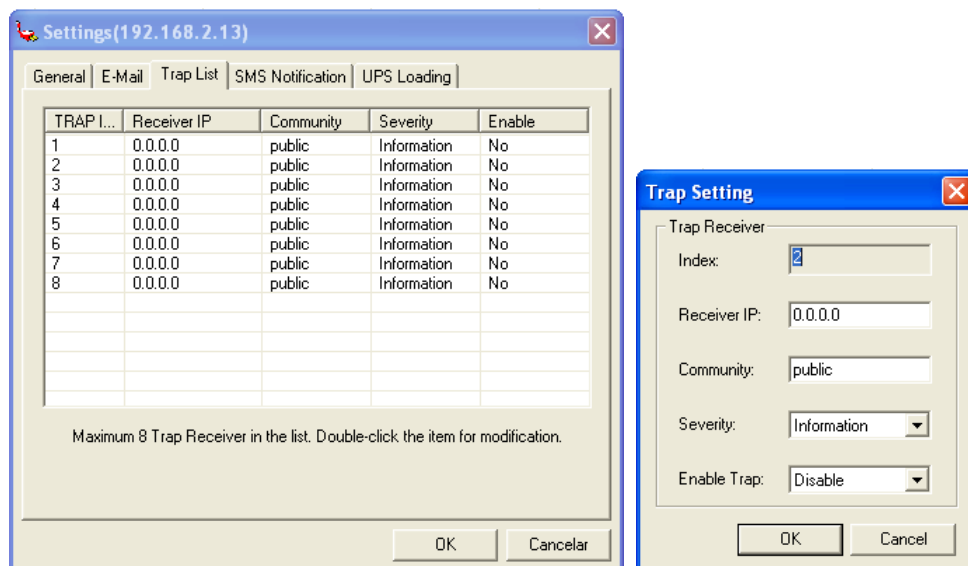 Settings(192.168.2.13)
General E-Mail Trap List SMS Notification UPS Loading
TRAP I... Receiver IP Community Severity Enable
1 0.0.0.0 public Information No
2 0.0.0.0 public Information No
3 0.0.0.0 public Information No
4 0.0.0.0 public Information No
5 0.0.0.0 public Information No
6 0.0.0.0 public Information No
7 0.0.0.0 public Information No
8 0.0.0.0 public Information No
Maximum 8 Trap Receiver in the list. Double-click the item for modification.
OK Cancelar
Trap Setting
Trap Receiver
Index: 2
Receiver IP: 0.0.0.0
Community: public
Severity: Information
Enable Trap: Disable
OK Cancel